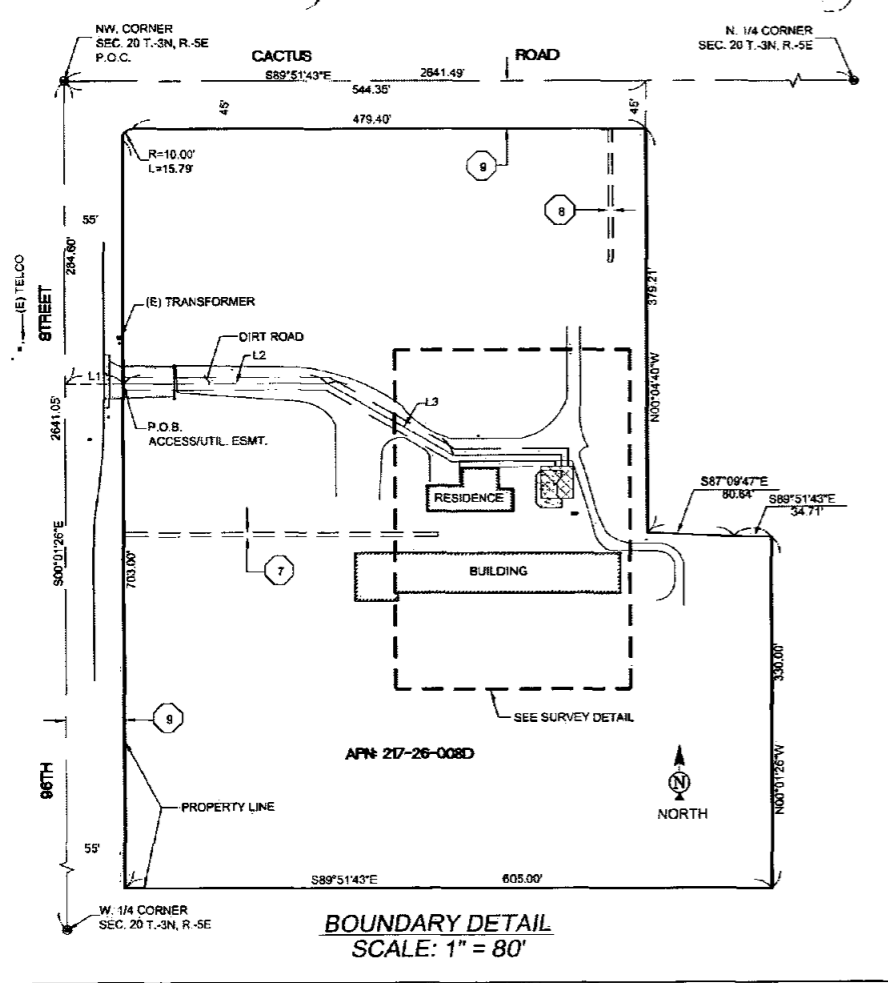 NW. CORNER
SEC. 20 T.-3N, R.-5E
P.O.C.
N. 1/4 CORNER
SEC. 20 T.-3N, R.-5E
CACTUS ROAD
S89°51'43"E 2641.49'
544.35'
45'
45'
479.40'
R=10.00'
L=15.79'
9
8
55'
284.60'
(E) TELCO
STREET
379.21'
(E) TRANSFORMER
DIRT ROAD
L2
L1
L3
N00°04'40"W
P.O.B.
ACCESS/UTIL. ESMT.
2641.05'
S87°09'47"E
80.64'
S89°51'43"E
34.71'
RESIDENCE
S00°01'26"E
703.00'
7
BUILDING
330.00'
9
SEE SURVEY DETAIL
APN: 217-26-008D
N
NORTH
N00°01'26"W
96TH
PROPERTY LINE
55'
S89°51'43"E 605.00'
W. 1/4 CORNER
SEC. 20 T.-3N, R.-5E
BOUNDARY DETAIL
SCALE: 1" = 80'